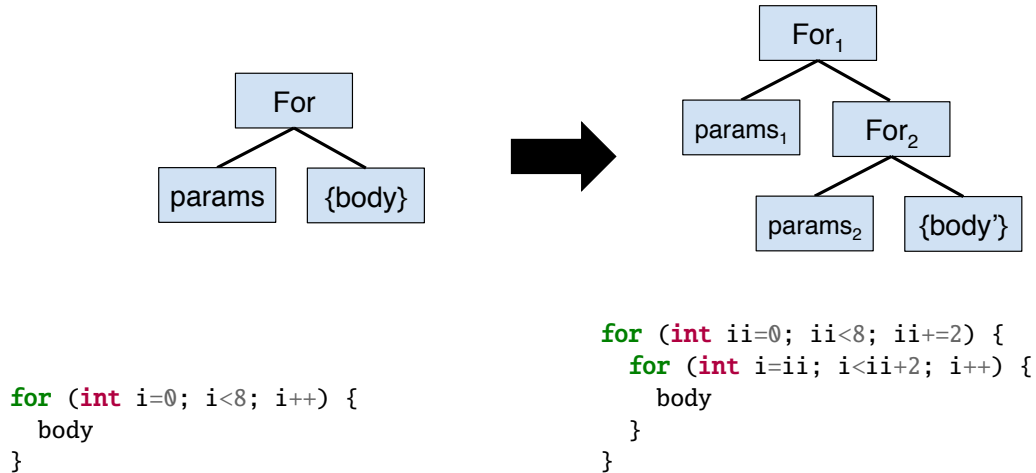 For
params
{body}
For₁
params₁
For₂
params₂
{body’}
for (int i=0; i<8; i++) {
  body
}
for (int ii=0; ii<8; ii+=2) {
  for (int i=ii; i<ii+2; i++) {
    body
  }
}